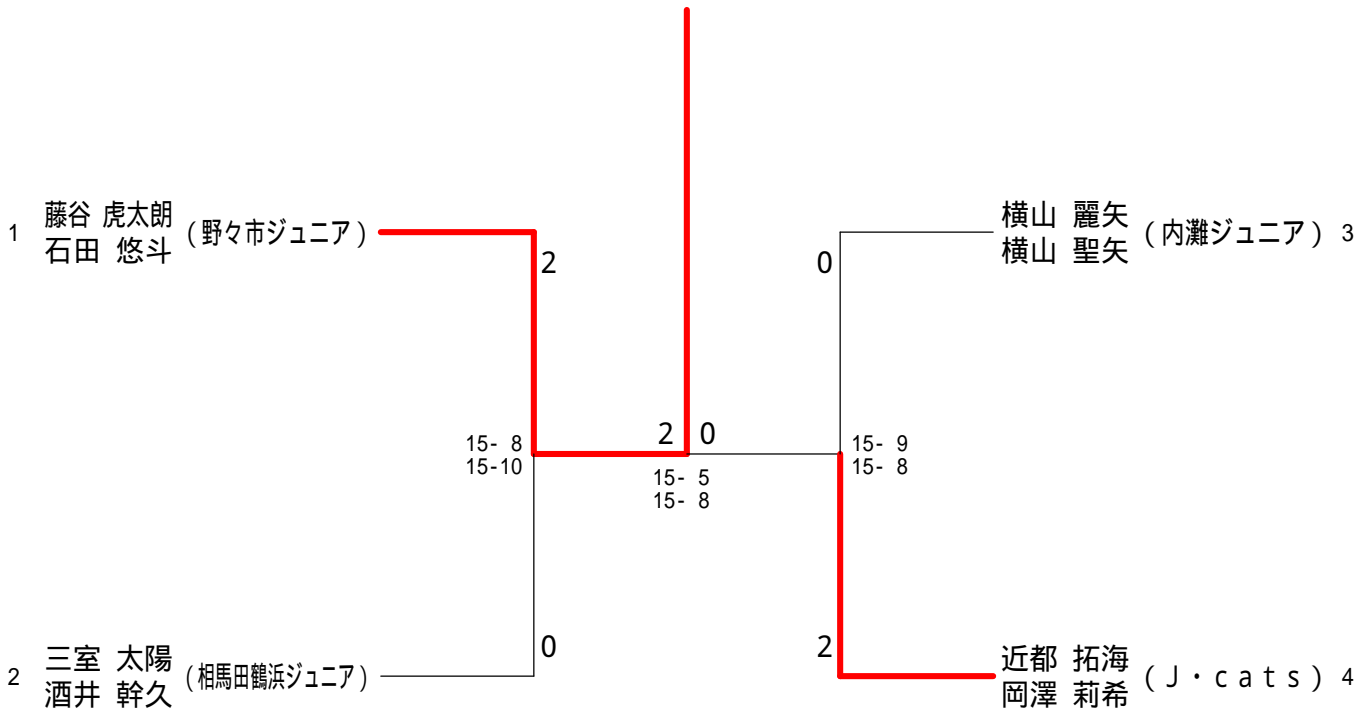 1 藤谷 虎太朗
石田 悠斗
(野々市ジュニア)
2
横山 麗矢
横山 聖矢
(内灘ジュニア) 3
0
15- 8
15-10
2 0
15- 5
15- 8
15- 9
15- 8
2 三室 太陽
酒井 幹久
(相馬田鶴浜ジュニア)
0
2
近都 拓海
岡澤 莉希
(J・cats) 4